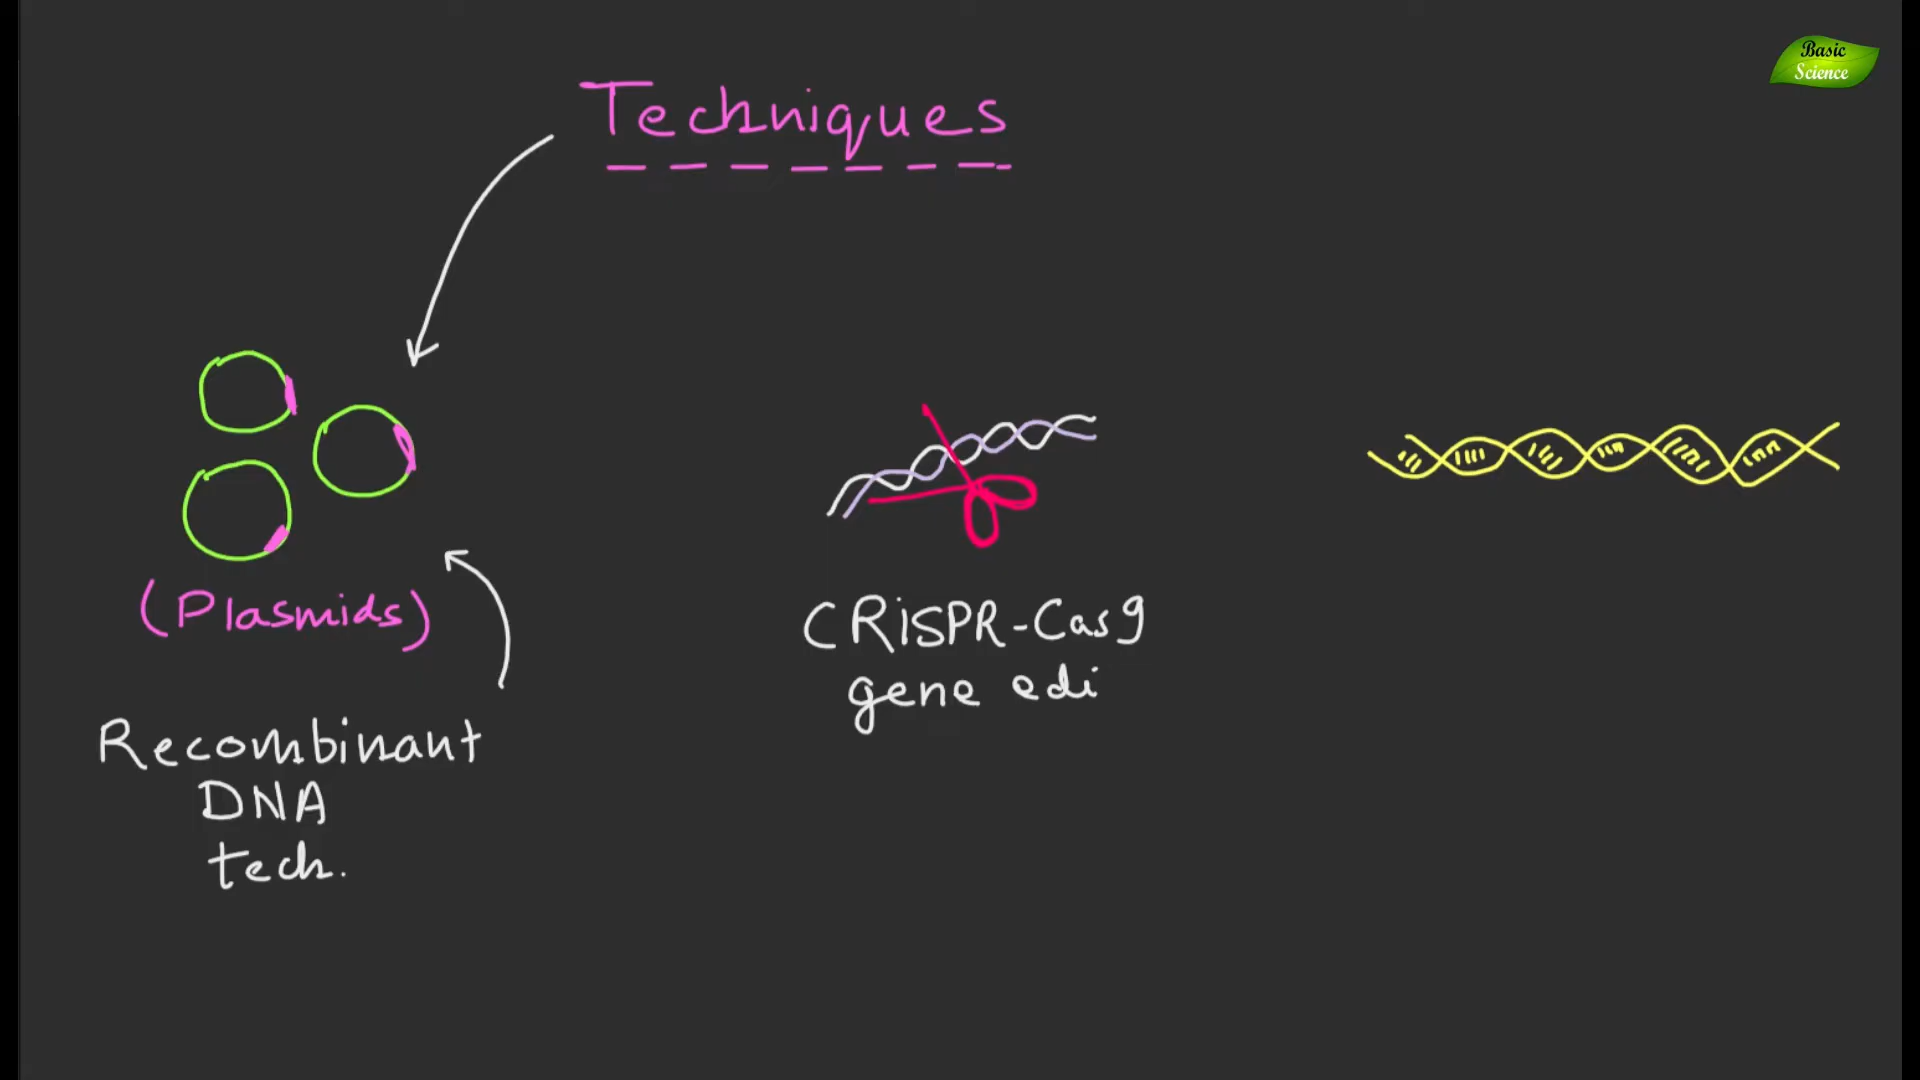 Basic
Science
Techniques
(Plasmids)
Recombinant
DNA
tech.
CRiSPR-Cas9
gene edi